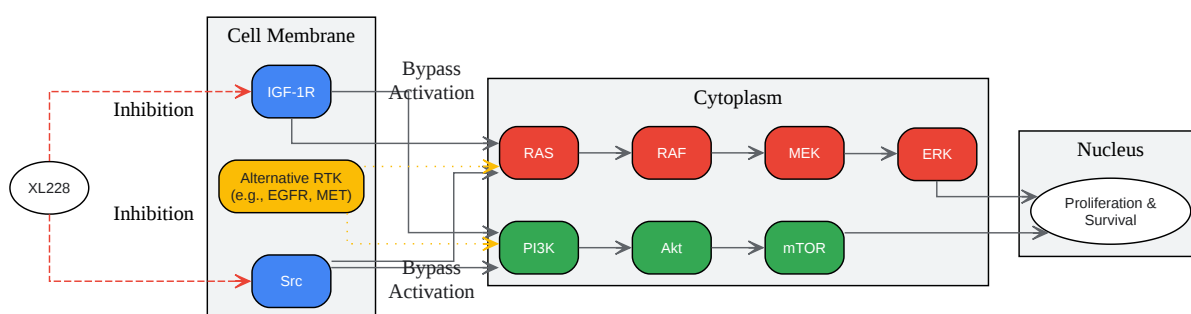 Cell Membrane
Bypass
Activation
IGF-1R
Inhibition
Cytoplasm
RAS
RAF
MEK
ERK
Nucleus
Alternative RTK
(e.g., EGFR, MET)
XL228
Proliferation &
Survival
Inhibition
PI3K
Akt
mTOR
Src
Bypass
Activation